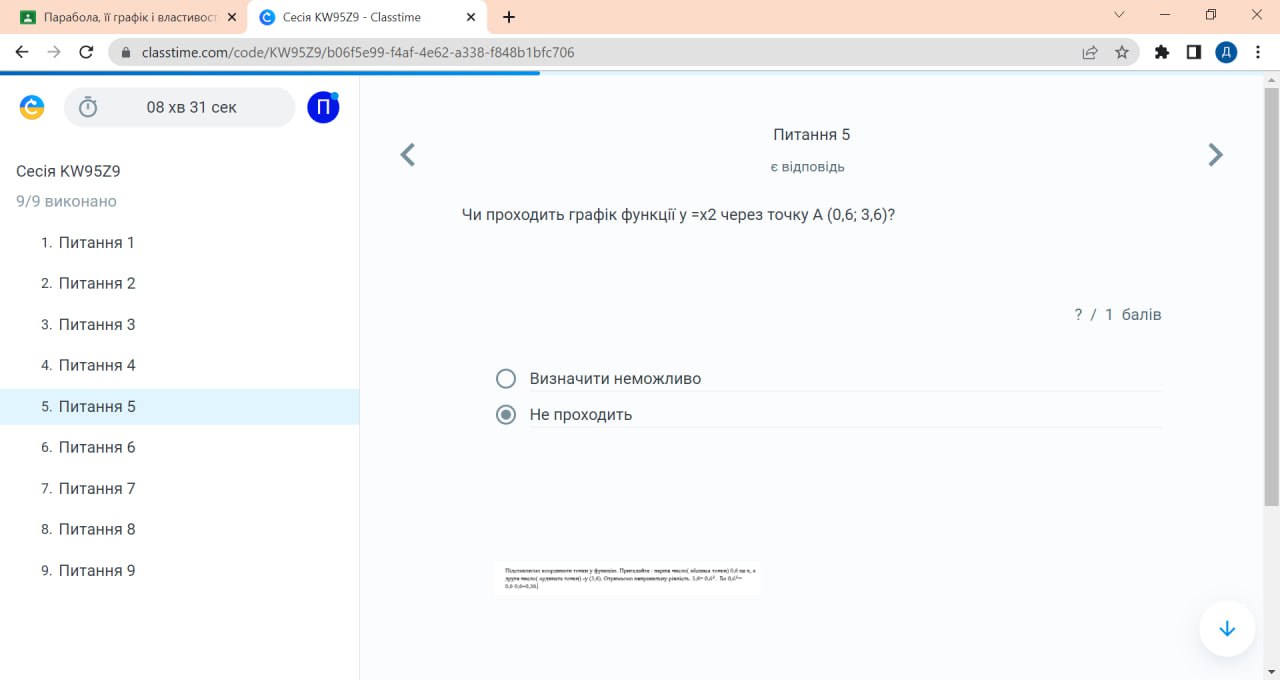 Парабола, її графік і властивост
Сесія KW95Z9 - Classtime
classtime.com/code/KW95Z9/b06f5e99-f4af-4e62-a338-f848b1bfc706
Д
08 хв 31 сек
П
Сесія KW95Z9
9/9 виконано
1. Питання 1
2. Питання 2
3. Питання 3
4. Питання 4
5. Питання 5
6. Питання 6
7. Питання 7
8. Питання 8
9. Питання 9
Питання 5
є відповідь
Чи проходить графік функції у =х2 через точку А (0,6; 3,6)?
? / 1 балів
Визначити неможливо
Не проходить
Підставляємо координати точки у функцію. Пригадайте - перше число( абсциса точки) 0,6 це х, а
друге число( ордината точки) -у (3,6). Отримаємо неправильну рівність. 3,6= 0,6². Бо 0,6²=
0,6·0,6=0,36